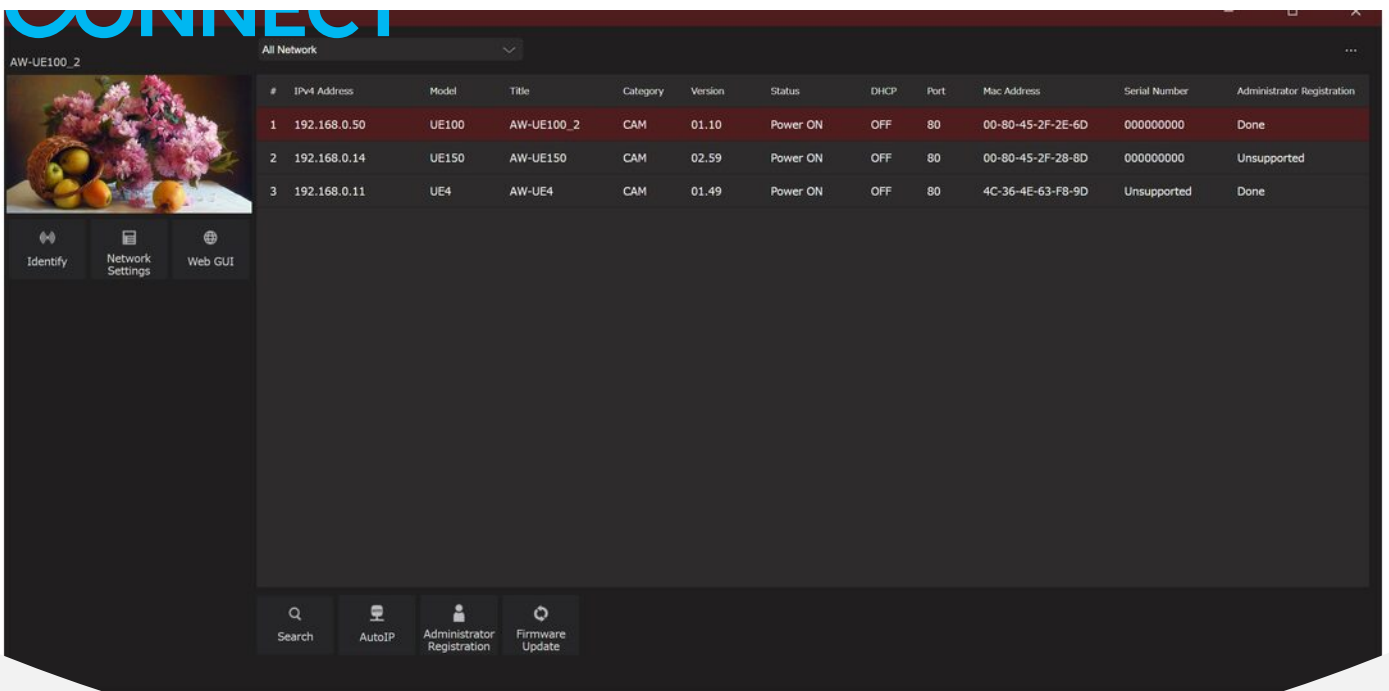 CONNECT
All Network
AW-UE100_2
# IPv4 Address Model Title Category Version Status DHCP Port Mac Address Serial Number Administrator Registration
1 192.168.0.50 UE100 AW-UE100_2 CAM 01.10 Power ON OFF 80 00-80-45-2F-2E-6D 000000000 Done
2 192.168.0.14 UE150 AW-UE150 CAM 02.59 Power ON OFF 80 00-80-45-2F-28-8D 000000000 Unsupported
3 192.168.0.11 UE4 AW-UE4 CAM 01.49 Power ON OFF 80 4C-36-4E-63-F8-9D Unsupported Done
Identify
Network
Settings
Web GUI
Search
AutoIP
Administrator
Registration
Firmware
Update